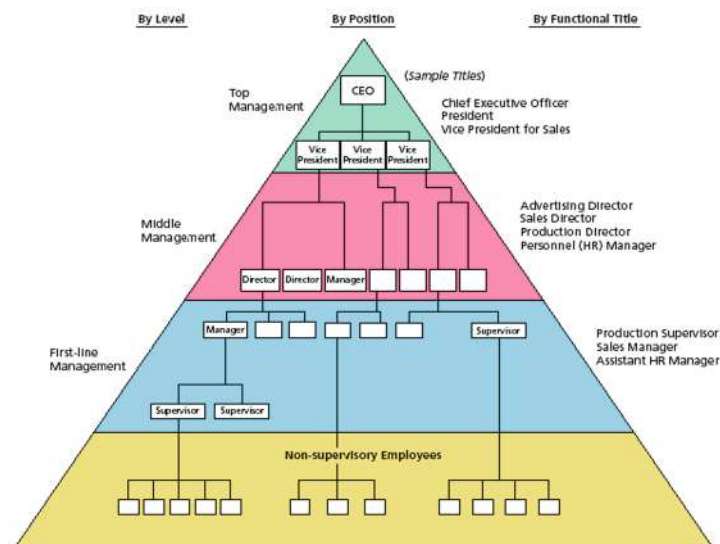 By Level
By Position
By Functional Title
(Sample Titles)
Top
Management
CEO
Chief Executive Officer
President
Vice President for Sales
Vice
President
Vice
President
Vice
President
Middle
Management
Advertising Director
Sales Director
Production Director
Personnel (HR) Manager
Director
Director
Manager
First-line
Management
Manager
Supervisor
Production Supervisor
Sales Manager
Assistant HR Manager
Supervisor
Supervisor
Non-supervisory Employees